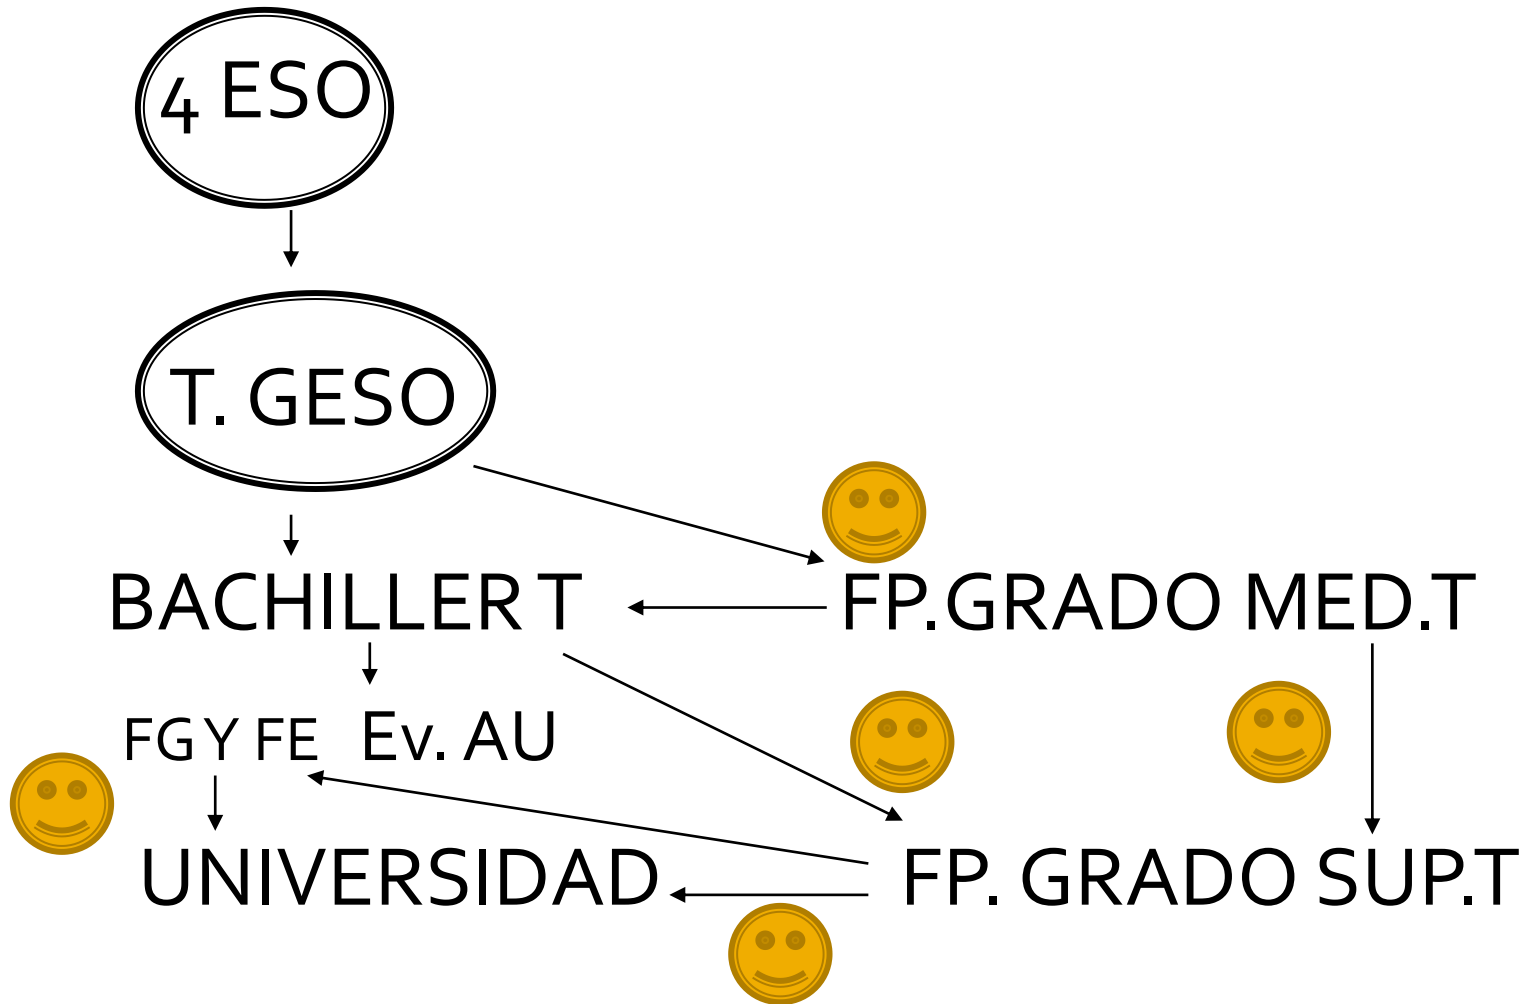 4 ESO
T. GESO
BACHILLER T
FP.GRADO MED.T
FG Y FE Ev. AU
UNIVERSIDAD
FP. GRADO SUP.T